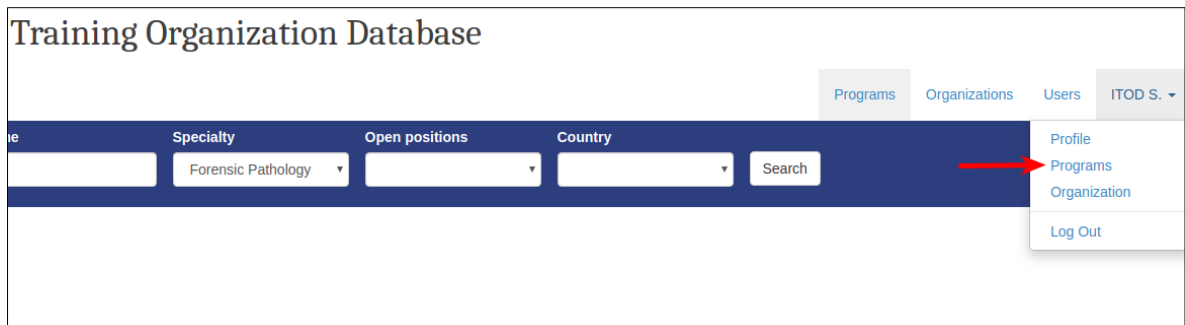 Training Organization Database
Programs Organizations Users ITOD S.
Specialty Open positions Country
Forensic Pathology Search
Profile
Programs
Organization
Log Out